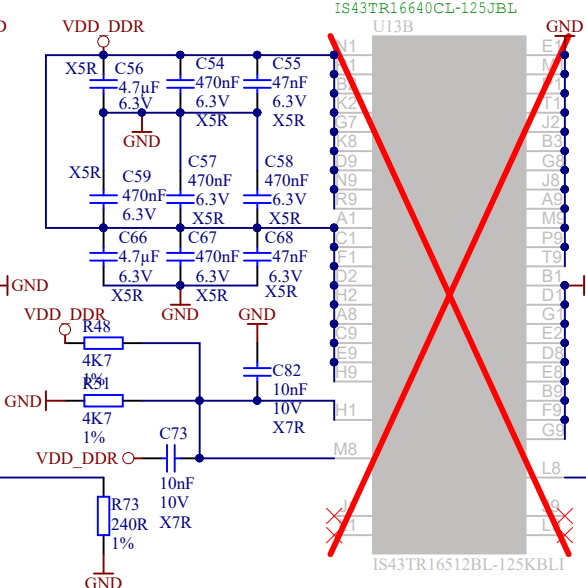 IS43TR16640CL-125JBL
U13B
VDD_DDR
GND
X5R
C56
4.7µF
6.3V
C54
470nF
6.3V
X5R
C55
47nF
6.3V
X5R
GND
X5R
C59
470nF
6.3V
C57
470nF
6.3V
X5R
C58
470nF
6.3V
X5R
C66
4.7µF
6.3V
X5R
C67
470nF
6.3V
X5R
C68
47nF
6.3V
X5R
GND
GND
VDD_DDR
R48
4K7
1%
GND
R51
4K7
1%
GND
C82
10nF
10V
X7R
VDD_DDR
C73
10nF
10V
X7R
R73
240R
1%
GND
N1
K2
G7
K8
D9
N9
R9
A1
C1
F1
D2
H2
A8
C9
E9
H9
H1
M8
E1
T1
J2
B3
G8
J8
A9
M9
P9
T9
B1
D1
G1
E2
D8
E8
B9
F9
G9
L8
J9
IS43TR16512BL-125KBLI